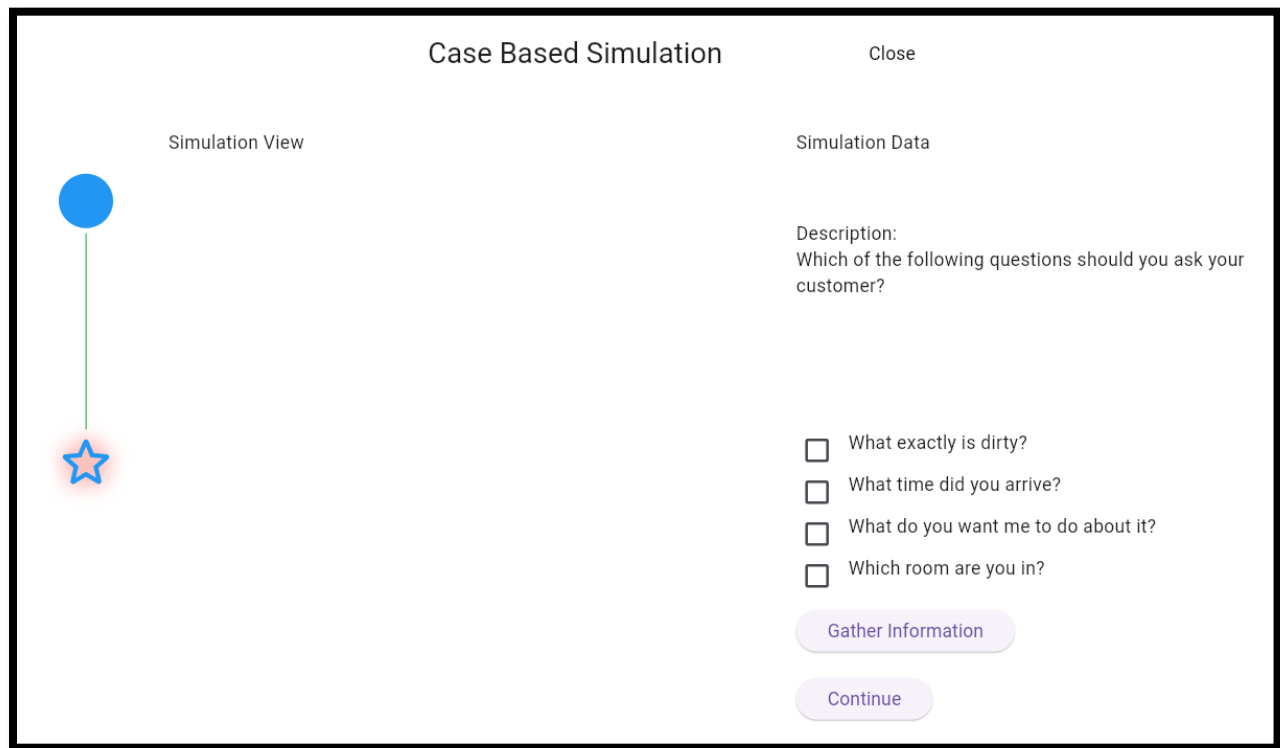 Case Based Simulation
Close
Simulation View
Simulation Data
Description:
Which of the following questions should you ask your
customer?
What exactly is dirty?
What time did you arrive?
What do you want me to do about it?
Which room are you in?
Gather Information
Continue